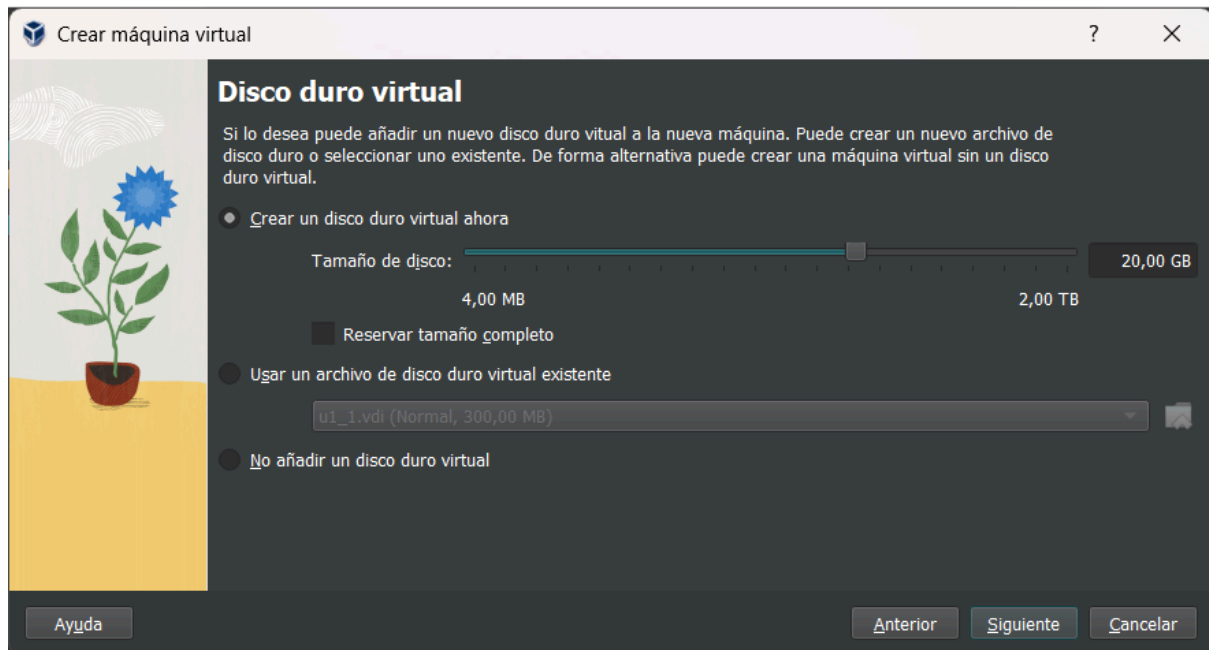 Crear máquina virtual
?
Disco duro virtual
Si lo desea puede añadir un nuevo disco duro vitual a la nueva máquina. Puede crear un nuevo archivo de
disco duro o seleccionar uno existente. De forma alternativa puede crear una máquina virtual sin un disco
duro virtual.
Crear un disco duro virtual ahora
Tamaño de disco:
20,00 GB
4,00 MB
2,00 TB
Reservar tamaño completo
Usar un archivo de disco duro virtual existente
u1_1.vdi (Normal, 300,00 MB)
No añadir un disco duro virtual
Ayuda
Anterior
Siguiente
Cancelar